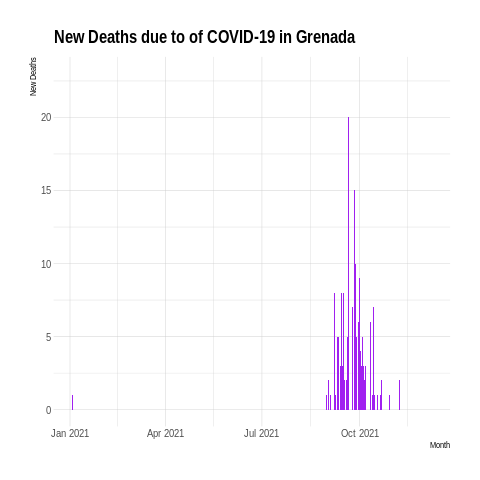 New Deaths due to of COVID-19 in Grenada
New Deaths
20
15
10
5
0
Jan 2021 Apr 2021 Jul 2021 Oct 2021
Month